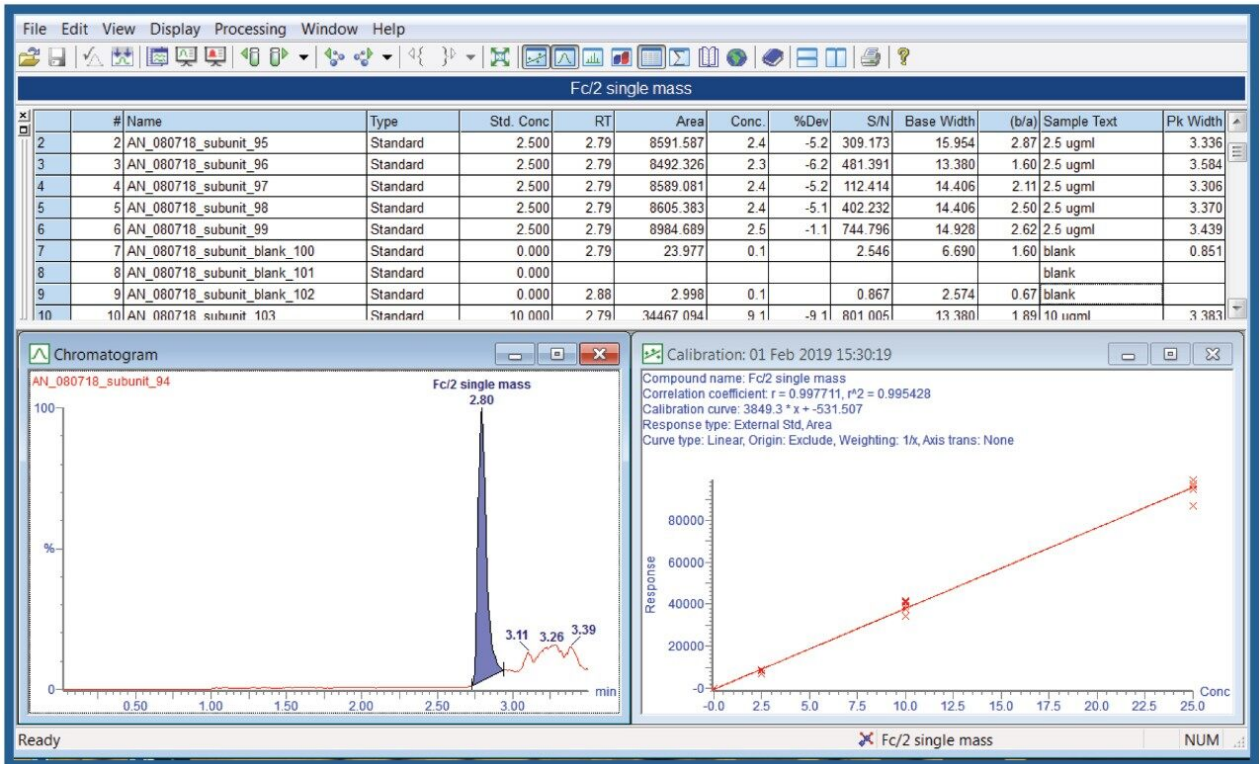 File Edit View Display Processing Window Help
Fc/2 single mass
# Name Type Std. Conc RT Area Conc. %Dev S/N Base Width (b/a) Sample Text Pk Width
2 2 AN_080718_subunit_95 Standard 2.500 2.79 8591.587 2.4 -5.2 309.173 15.954 2.87 2.5 ugml 3.336
3 3 AN_080718_subunit_96 Standard 2.500 2.79 8492.326 2.3 -6.2 481.391 13.380 1.60 2.5 ugml 3.584
4 4 AN_080718_subunit_97 Standard 2.500 2.79 8589.081 2.4 -5.2 112.414 14.406 2.11 2.5 ugml 3.306
5 5 AN_080718_subunit_98 Standard 2.500 2.79 8605.383 2.4 -5.1 402.232 14.406 2.50 2.5 ugml 3.370
6 6 AN_080718_subunit_99 Standard 2.500 2.79 8984.689 2.5 -1.1 744.796 14.928 2.62 2.5 ugml 3.439
7 7 AN_080718_subunit_blank_100 Standard 0.000 2.79 23.977 0.1 2.546 6.690 1.60 blank 0.851
8 8 AN_080718_subunit_blank_101 Standard 0.000 blank
9 9 AN_080718_subunit_blank_102 Standard 0.000 2.88 2.998 0.1 0.867 2.574 0.67 blank
10 10 AN_080718_subunit_103 Standard 10.000 2.79 34467.094 9.1 -9.1 801.005 13.380 1.89 10 ugml 3.383
Chromatogram
AN_080718_subunit_94
Fc/2 single mass
2.80
100
%
0
3.11 3.26 3.39
min
0.50 1.00 1.50 2.00 2.50 3.00
Calibration: 01 Feb 2019 15:30:19
Compound name: Fc/2 single mass
Correlation coefficient: r = 0.997711, r^2 = 0.995428
Calibration curve: 3849.3 * x + -531.507
Response type: External Std, Area
Curve type: Linear, Origin: Exclude, Weighting: 1/x, Axis trans: None
80000
60000
40000
20000
-0
Response
Conc
-0.0 2.5 5.0 7.5 10.0 12.5 15.0 17.5 20.0 22.5 25.0
Ready Fc/2 single mass NUM